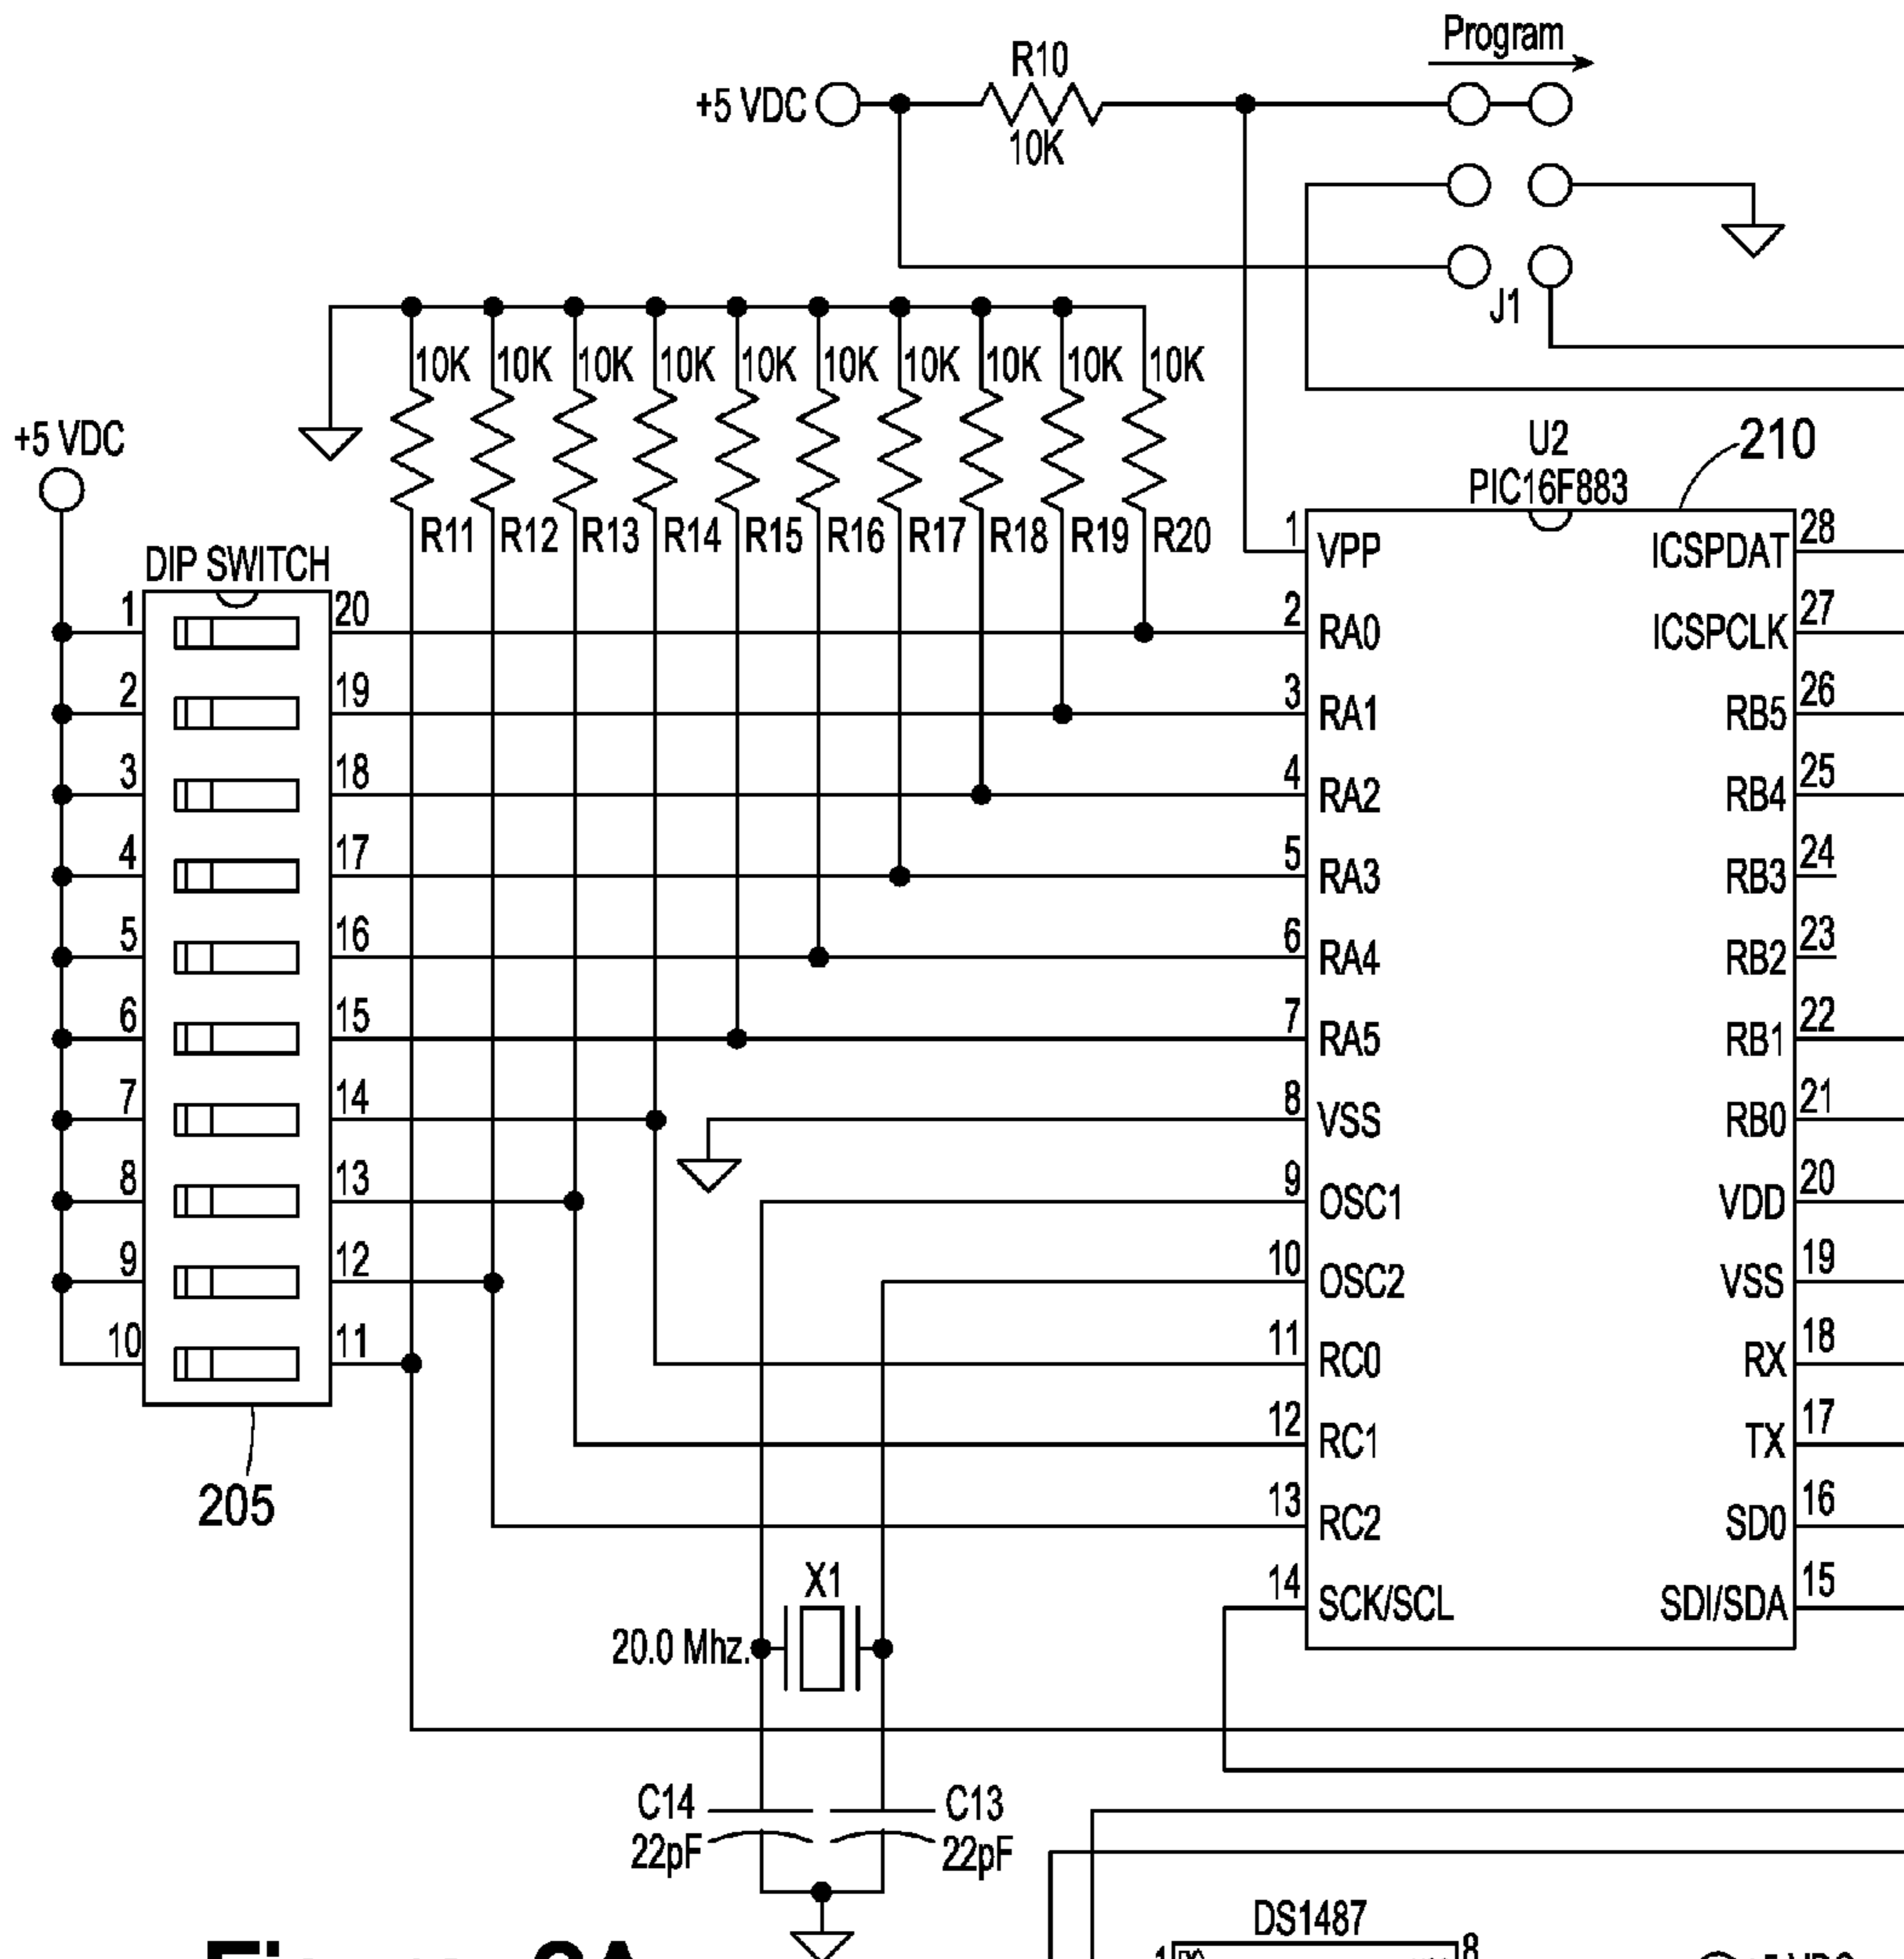 Program
R10
+5 VDC
10K
J1
10K 10K 10K 10K 10K 10K 10K 10K 10K 10K
+5 VDC
R11 R12 R13 R14 R15 R16 R17 R18 R19 R20
U2
210
PIC16F883
DIP SWITCH
1 20
2 19
3 18
4 17
5 16
6 15
7 14
8 13
9 12
10 11
205
1 VPP ICSPDAT 28
2 RA0 ICSPCLK 27
3 RA1 RB5 26
4 RA2 RB4 25
5 RA3 RB3 24
6 RA4 RB2 23
7 RA5 RB1 22
8 VSS RB0 21
9 OSC1 VDD 20
10 OSC2 VSS 19
11 RC0 RX 18
12 RC1 TX 17
13 RC2 SD0 16
14 SCK/SCL SDI/SDA 15
X1
20.0 Mhz.
C14 C13
22pF 22pF
DS1487
1 8